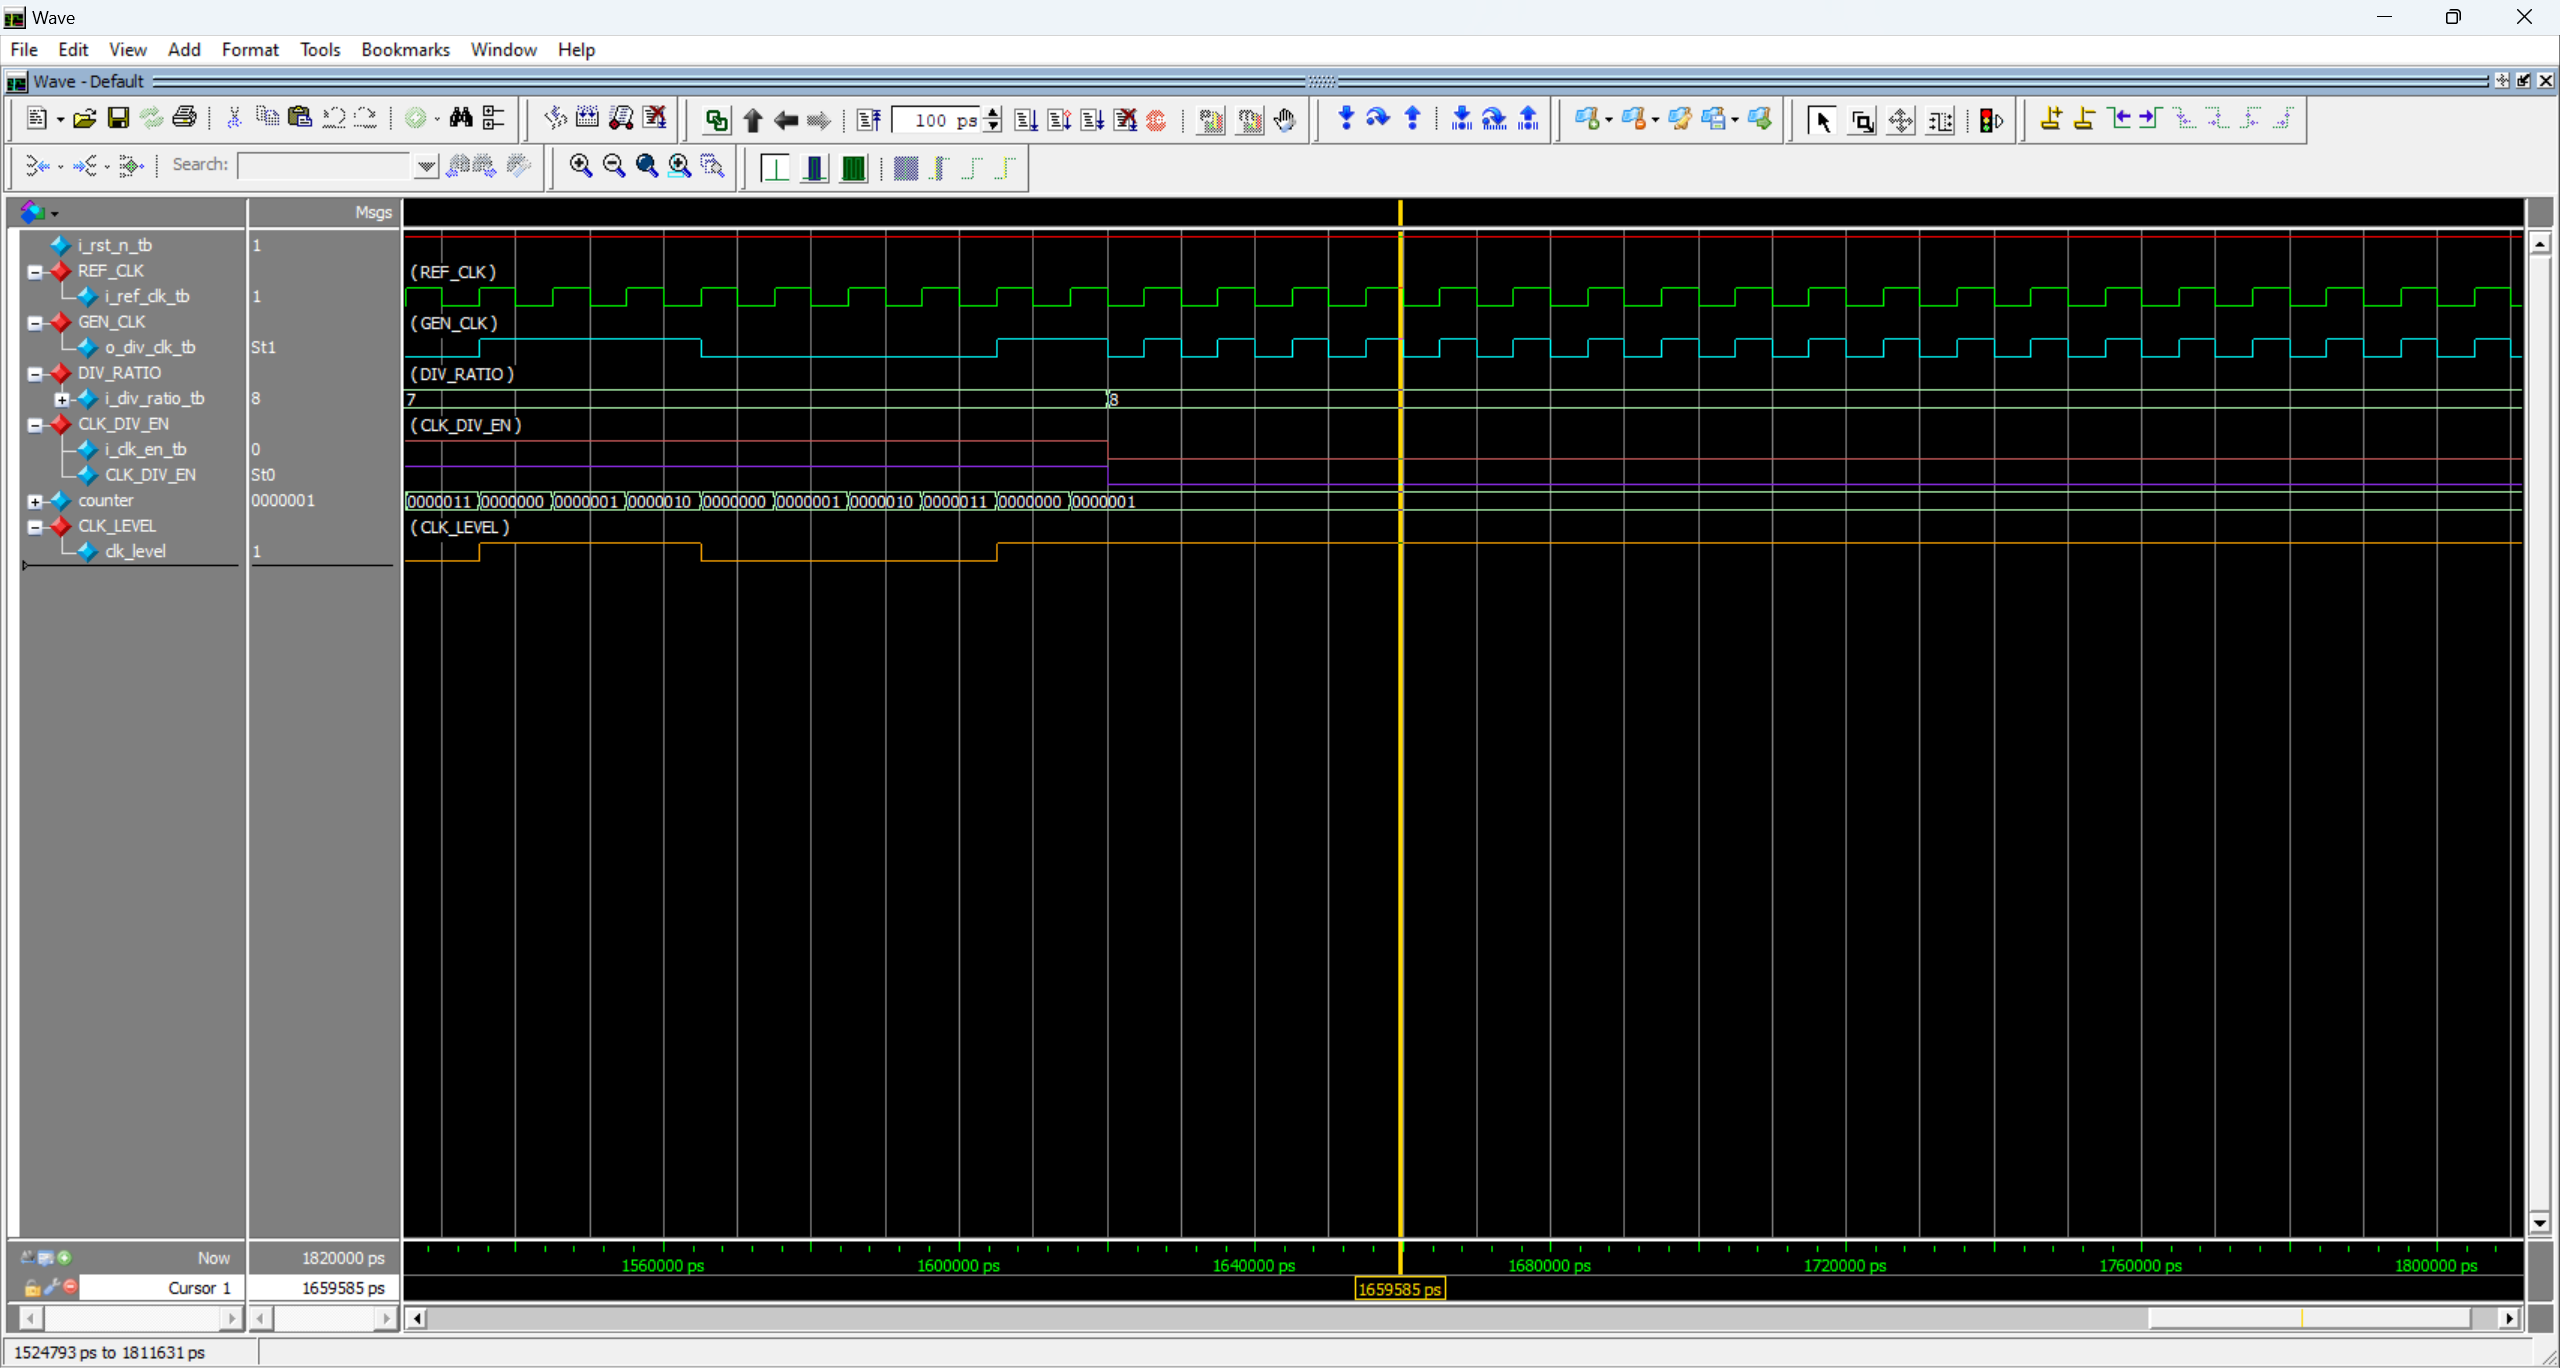 Wave
File Edit View Add Format Tools Bookmarks Window Help
Wave - Default
100 ps
Search:
Msgs
i_rst_n_tb 1
REF_CLK (REF_CLK)
i_ref_clk_tb 1
GEN_CLK (GEN_CLK)
o_div_clk_tb St1
DIV_RATIO (DIV_RATIO)
i_div_ratio_tb 8 7 8
CLK_DIV_EN (CLK_DIV_EN)
i_clk_en_tb 0
CLK_DIV_EN St0
counter 0000001 0000011 0000000 0000001 0000010 0000000 0000001 0000010 0000011 0000000 0000001
CLK_LEVEL (CLK_LEVEL)
clk_level 1
Now 1820000 ps 1560000 ps 1600000 ps 1640000 ps 1680000 ps 1720000 ps 1760000 ps 1800000 ps
Cursor 1 1659585 ps 1659585 ps
1524793 ps to 1811631 ps